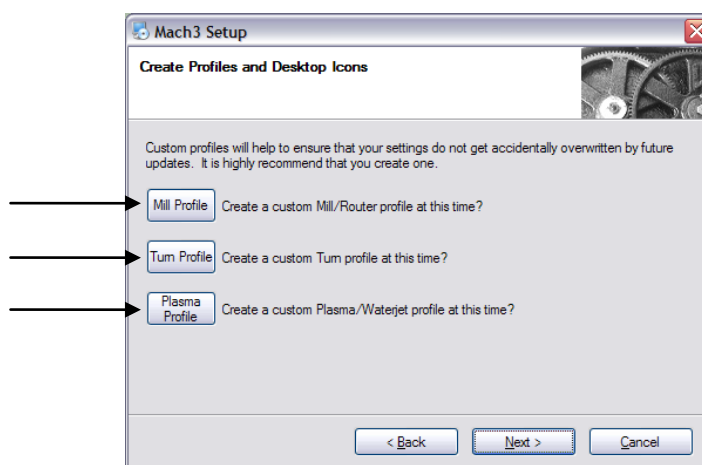 Mach3 Setup
Create Profiles and Desktop Icons
Custom profiles will help to ensure that your settings do not get accidentally overwritten by future
updates. It is highly recommend that you create one.
Mill Profile Create a custom Mill/Router profile at this time?
Turn Profile Create a custom Turn profile at this time?
Plasma
Profile Create a custom Plasma/Waterjet profile at this time?
< Back Next > Cancel